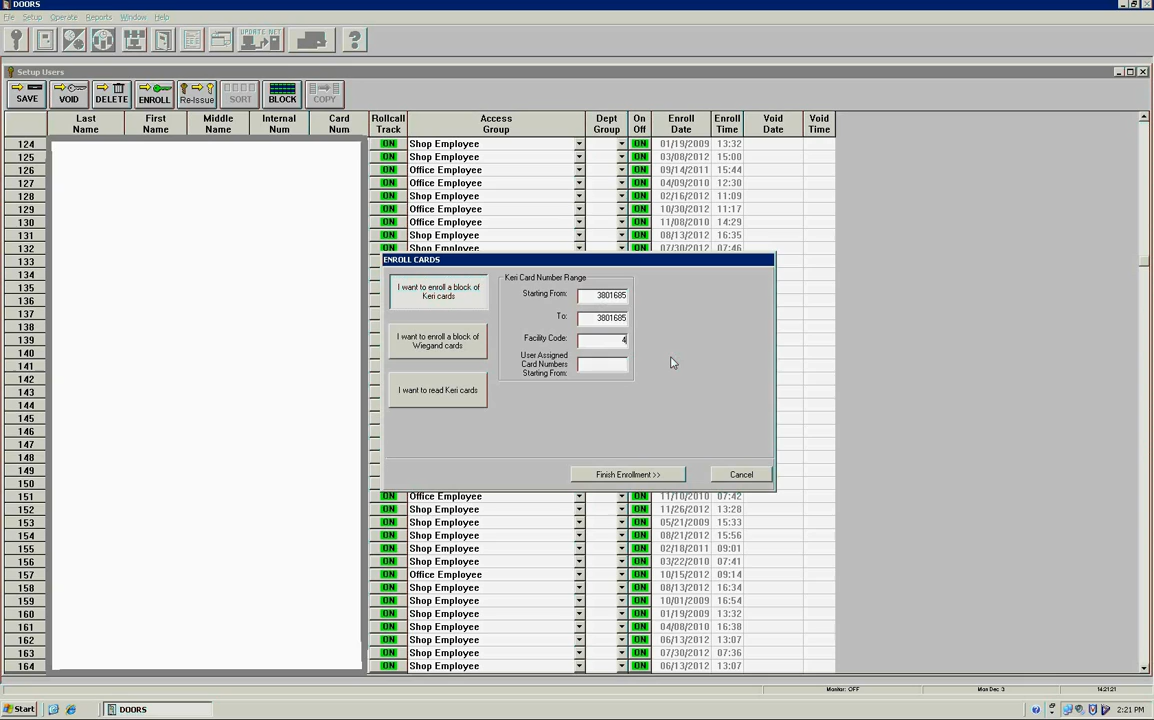 DOORS
File Setup Operate Reports Window Help
UPDATE NET
?
Setup Users
SAVE VOID DELETE ENROLL Re-Issue SORT BLOCK COPY
Last Name First Name Middle Name Internal Num Card Num Rollcall Track Access Group Dept Group On Off Enroll Date Enroll Time Void Date Void Time
124 ON Shop Employee ON 01/19/2009 13:32
125 ON Shop Employee ON 03/08/2012 15:00
126 ON Office Employee ON 09/14/2011 15:44
127 ON Office Employee ON 04/09/2010 12:30
128 ON Shop Employee ON 02/16/2012 11:09
129 ON Office Employee ON 10/30/2012 11:17
130 ON Office Employee ON 11/08/2010 14:29
131 ON Shop Employee ON 08/13/2012 16:35
132 ON Shop Employee ON 07/30/2012 07:46
133
134
135
136
137
138
139
140
141
142
143
144
145
146
147
148
149
150
ENROLL CARDS
I want to enroll a block of Keri cards
I want to enroll a block of Wiegand cards
I want to read Keri cards
Keri Card Number Range
Starting From: 3801685
To: 3801685
Facility Code: 4
User Assigned Card Numbers Starting From:
Finish Enrollment >> Cancel
151 ON Office Employee ON 11/10/2010 07:42
152 ON Shop Employee ON 11/26/2012 13:28
153 ON Shop Employee ON 05/21/2009 15:33
154 ON Shop Employee ON 08/21/2012 15:56
155 ON Shop Employee ON 02/18/2011 09:01
156 ON Shop Employee ON 03/22/2010 07:41
157 ON Office Employee ON 10/15/2012 09:14
158 ON Shop Employee ON 08/13/2012 16:34
159 ON Shop Employee ON 10/01/2009 16:54
160 ON Shop Employee ON 01/19/2009 13:32
161 ON Shop Employee ON 04/08/2010 16:38
162 ON Shop Employee ON 06/13/2012 13:07
163 ON Shop Employee ON 07/30/2012 07:36
164 ON Shop Employee ON 06/13/2012 13:07
Monitor: OFF Mon Dec 3 14:21:21
Start DOORS 2:21 PM